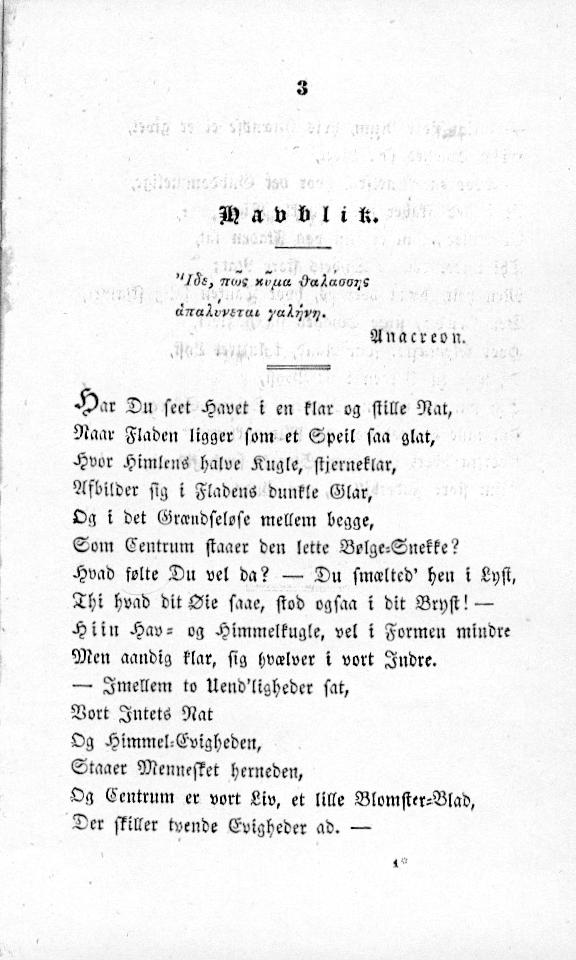 3
Havblik.
Ἴδε, πῶς κῦμα θαλασσης
ἁπαλύνεται γαλήνῃ.
Anacreon.
Har Du seet Havet i en klar og stille Nat,
Naar Fladen ligger som et Speil saa glat,
Hvor Himlens halve Kugle, stjerneklar,
Afbilder sig i Fladens dunkle Glar,
Og i det Grændseløse mellem begge,
Som Centrum staaer den lette Bølge-Snekke?
Hvad følte Du vel da? — Du smælted' hen i Lyst,
Thi hvad dit Øie saae, stod ogsaa i dit Bryst! —
Hiin Hav- og Himmelkugle, vel i Formen mindre
Men aandig klar, sig hvælver i vort Indre.
— Imellem to Uend'ligheder sat,
Vort Intets Nat
Og Himmel-Evigheden,
Staaer Mennesket herneden,
Og Centrum er vort Liv, et lille Blomster-Blad,
Der skiller tvende Evigheder ad. —
1*